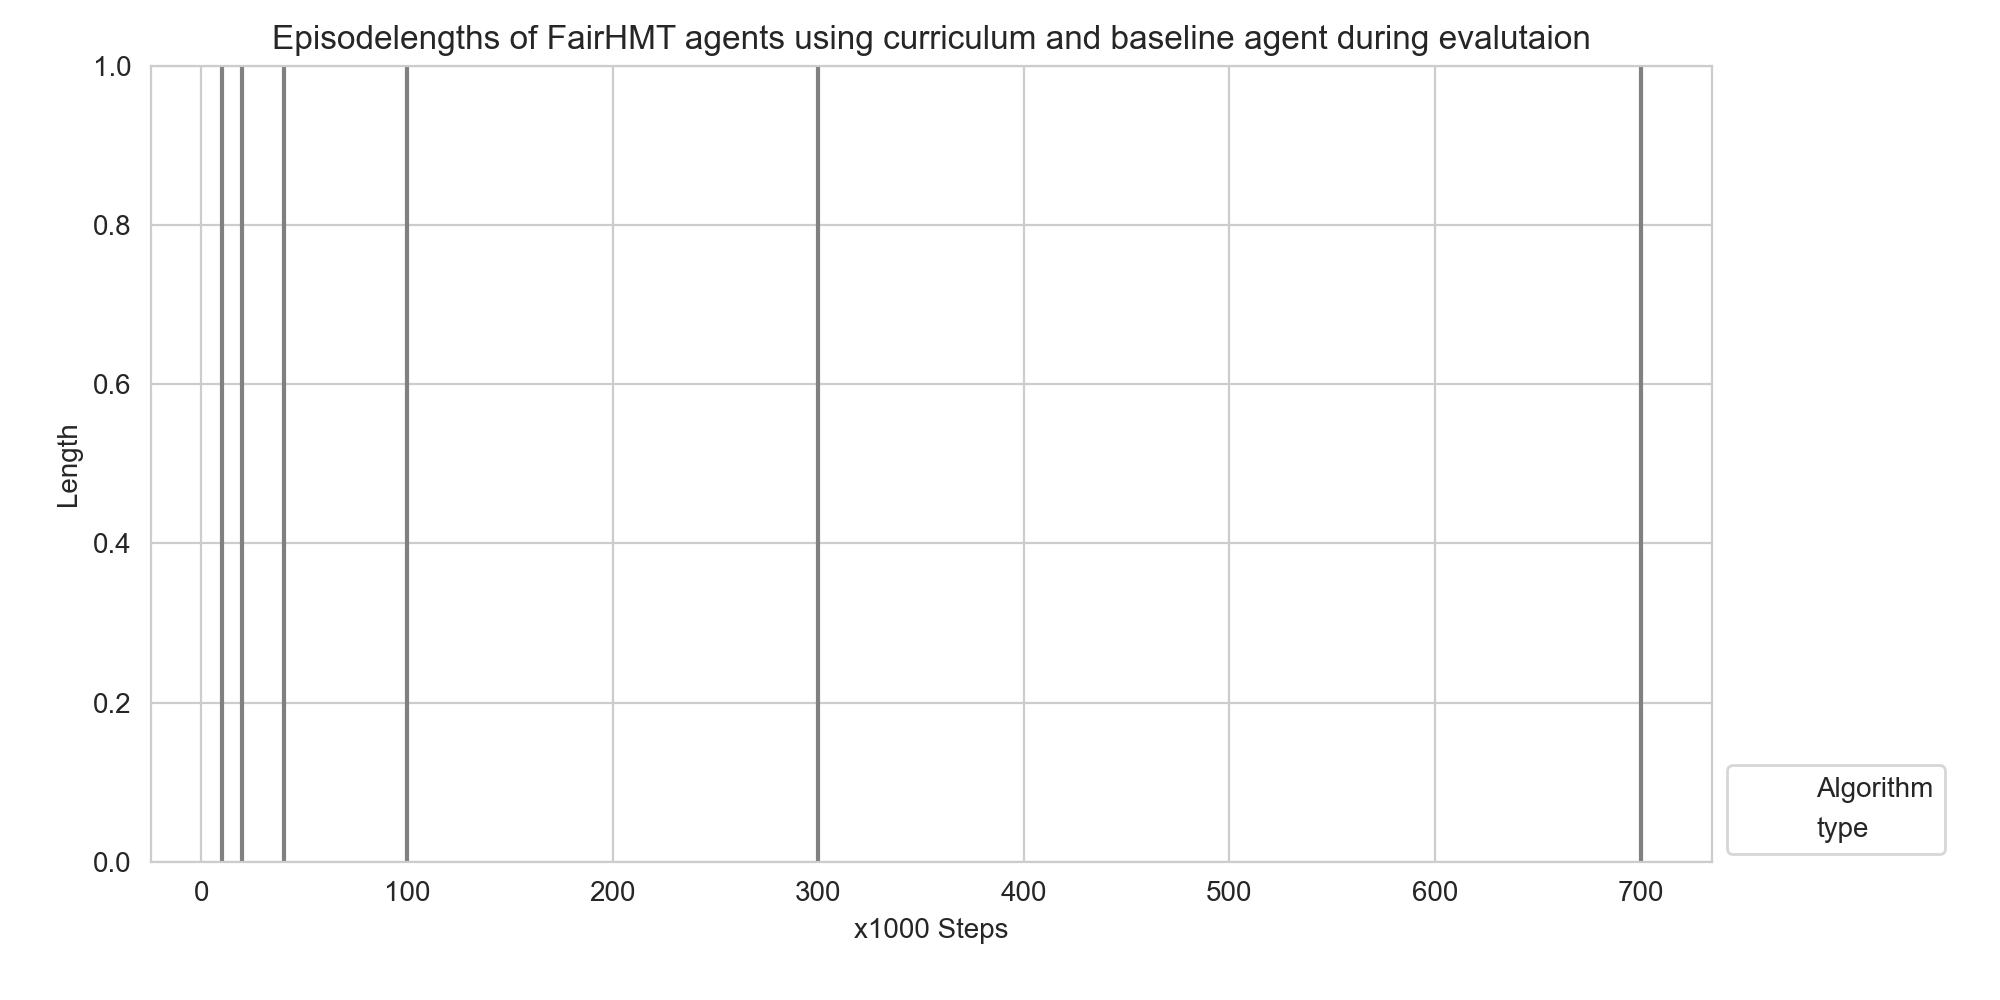 Episodelengths of FairHMT agents using curriculum and baseline agent during evalutaion
1.0
0.8
0.6
0.4
0.2
0.0
Length
0 100 200 300 400 500 600 700
x1000 Steps
Algorithm
type